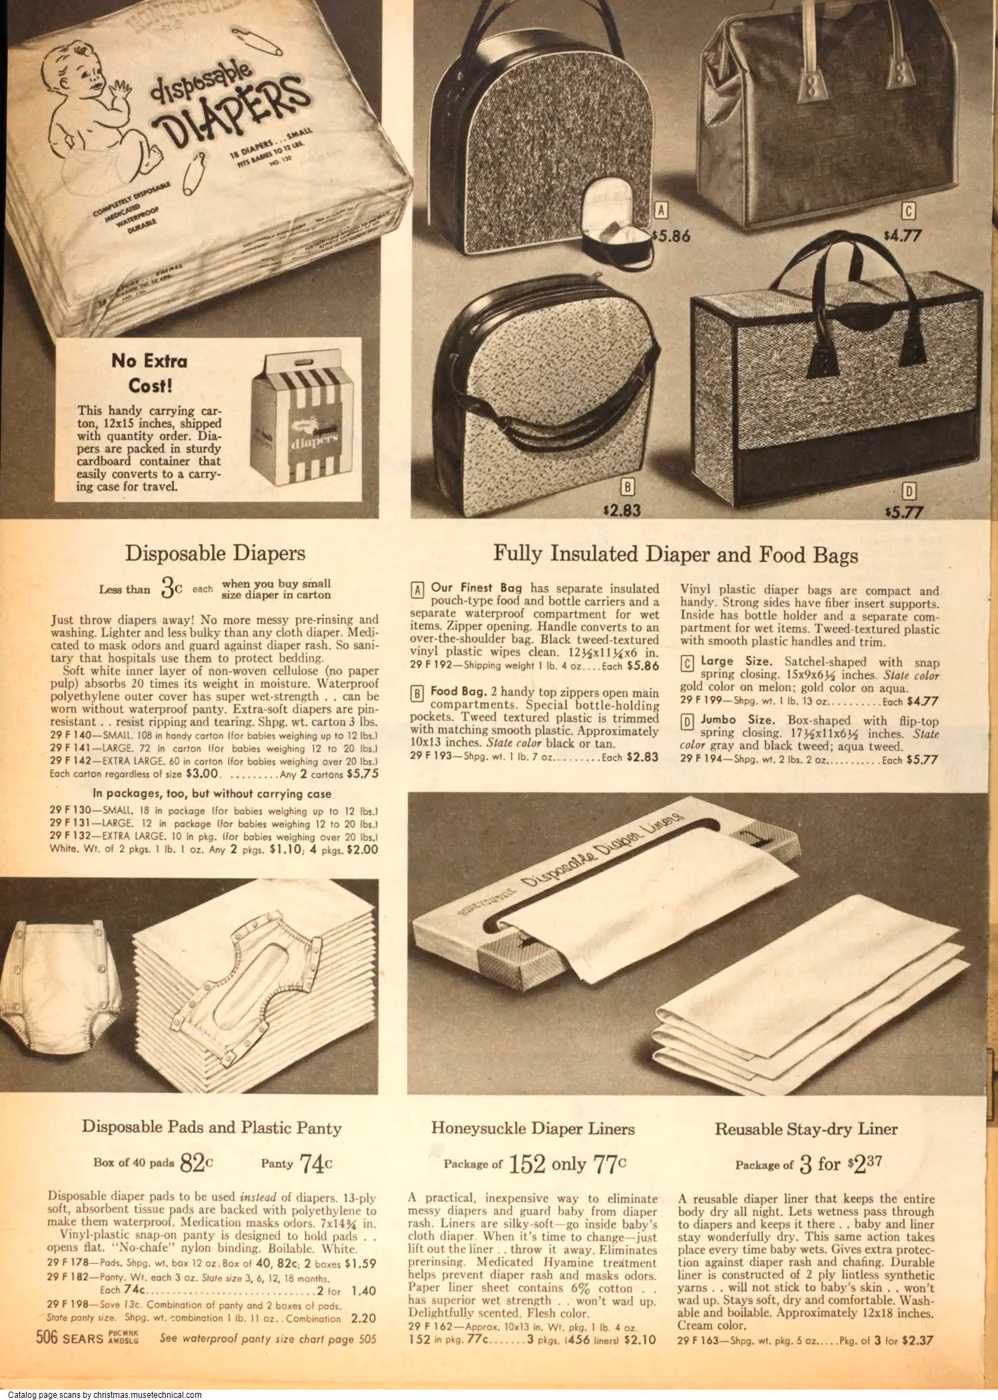 disposable
DIAPERS
18 DIAPERS...SMALL
FITS BABIES TO 12 LBS.
NO. 130
COMPLETELY DISPOSABLE
MEDICATED
WATERPROOF
DURABLE
A
$5.86
C
$4.77
B
$2.83
D
$5.77
No Extra
Cost!
This handy carrying car-
ton, 12x15 inches, shipped
with quantity order. Dia-
pers are packed in sturdy
cardboard container that
easily converts to a carry-
ing case for travel.
diapers
Disposable Diapers
Less than 3c each when you buy small
size diaper in carton
Just throw diapers away! No more messy pre-rinsing and
washing. Lighter and less bulky than any cloth diaper. Medi-
cated to mask odors and guard against diaper rash. So sani-
tary that hospitals use them to protect bedding.
Soft white inner layer of non-woven cellulose (no paper
pulp) absorbs 20 times its weight in moisture. Waterproof
polyethylene outer cover has super wet-strength . . can be
worn without waterproof panty. Extra-soft diapers are pin-
resistant . . resist ripping and tearing. Shpg. wt. carton 3 lbs.
29 F 140—SMALL. 108 in handy carton (for babies weighing up to 12 lbs.)
29 F 141—LARGE. 72 in carton (for babies weighing 12 to 20 lbs.)
29 F 142—EXTRA LARGE. 60 in carton (for babies weighing over 20 lbs.)
Each carton regardless of size $3.00. .........Any 2 cartons $5.75
In packages, too, but without carrying case
29 F 130—SMALL. 18 in package (for babies weighing up to 12 lbs.)
29 F 131—LARGE. 12 in package (for babies weighing 12 to 20 lbs.)
29 F 132—EXTRA LARGE. 10 in pkg. (for babies weighing over 20 lbs.)
White. Wt. of 2 pkgs. 1 lb. 1 oz. Any 2 pkgs. $1.10; 4 pkgs. $2.00
Fully Insulated Diaper and Food Bags
A Our Finest Bag has separate insulated
pouch-type food and bottle carriers and a
separate waterproof compartment for wet
items. Zipper opening. Handle converts to an
over-the-shoulder bag. Black tweed-textured
vinyl plastic wipes clean. 12½x11¼x6 in.
29 F 192—Shipping weight 1 lb. 4 oz....Each $5.86
B Food Bag. 2 handy top zippers open main
compartments. Special bottle-holding
pockets. Tweed textured plastic is trimmed
with matching smooth plastic. Approximately
10x13 inches. State color black or tan.
29 F 193—Shpg. wt. 1 lb. 7 oz.........Each $2.83
Vinyl plastic diaper bags are compact and
handy. Strong sides have fiber insert supports.
Inside has bottle holder and a separate com-
partment for wet items. Tweed-textured plastic
with smooth plastic handles and trim.
C Large Size. Satchel-shaped with snap
spring closing. 15x9x6½ inches. State color
gold color on melon; gold color on aqua.
29 F 199—Shpg. wt. 1 lb. 13 oz..........Each $4.77
D Jumbo Size. Box-shaped with flip-top
spring closing. 17½x11x6½ inches. State
color gray and black tweed; aqua tweed.
29 F 194—Shpg. wt. 2 lbs. 2 oz..........Each $5.77
HONEYSUCKLE Disposable Diaper Liners
Disposable Pads and Plastic Panty
Box of 40 pads 82c Panty 74c
Disposable diaper pads to be used instead of diapers. 13-ply
soft, absorbent tissue pads are backed with polyethylene to
make them waterproof. Medication masks odors. 7x14¾ in.
Vinyl-plastic snap-on panty is designed to hold pads . .
opens flat. "No-chafe" nylon binding. Boilable. White.
29 F 178—Pads. Shpg. wt. box 12 oz. Box of 40, 82c, 2 boxes $1.59
29 F 182—Panty. Wt. each 3 oz. State size 3, 6, 12, 18 months.
Each 74c..............................2 for 1.40
29 F 198—Save 13c. Combination of panty and 2 boxes of pads.
State panty size. Shpg. wt. combination 1 lb. 11 oz..Combination 2.20
Honeysuckle Diaper Liners
Package of 152 only 77c
A practical, inexpensive way to eliminate
messy diapers and guard baby from diaper
rash. Liners are silky-soft—go inside baby's
cloth diaper. When it's time to change—just
lift out the liner . . throw it away. Eliminates
prerinsing. Medicated Hyamine treatment
helps prevent diaper rash and masks odors.
Paper liner sheet contains 6% cotton . .
has superior wet strength . . won't wad up.
Delightfully scented. Flesh color.
29 F 162—Approx. 10x13 in. Wt. pkg. 1 lb. 4 oz.
152 in pkg. 77c.......3 pkgs. (456 liners) $2.10
Reusable Stay-dry Liner
Package of 3 for $2.37
A reusable diaper liner that keeps the entire
body dry all night. Lets wetness pass through
to diapers and keeps it there . . baby and liner
stay wonderfully dry. This same action takes
place every time baby wets. Gives extra protec-
tion against diaper rash and chafing. Durable
liner is constructed of 2 ply lintless synthetic
yarns . . will not stick to baby's skin . . won't
wad up. Stays soft, dry and comfortable. Wash-
able and boilable. Approximately 12x18 inches.
Cream color.
29 F 163—Shpg. wt. pkg. 5 oz.....Pkg. of 3 for $2.37
506 SEARS PBCMNK AMDSLG See waterproof panty size chart page 505
Catalog page scans by christmas.musetechnical.com